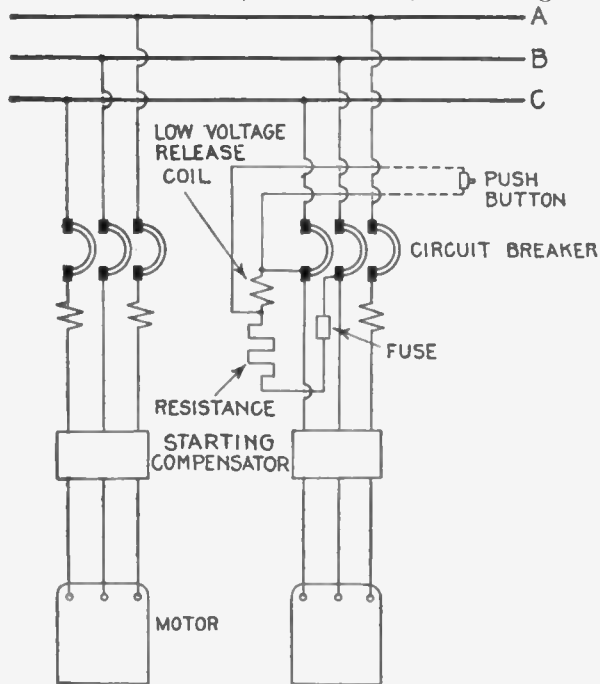 A
B
C
LOW VOLTAGE
RELEASE
COIL
PUSH
BUTTON
CIRCUIT BREAKER
FUSE
RESISTANCE
STARTING
COMPENSATOR
MOTOR